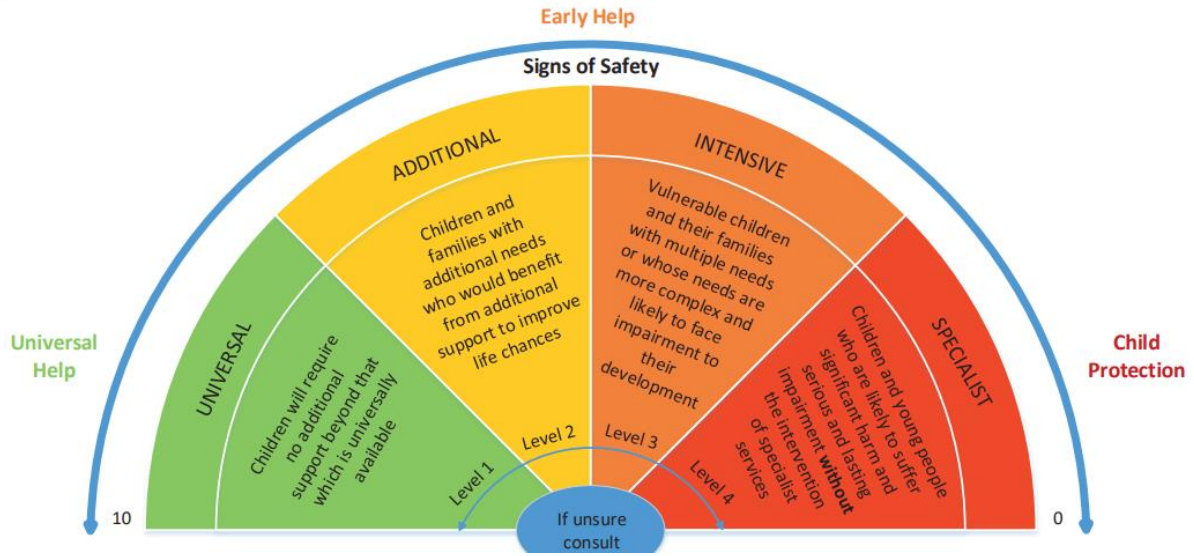 Early Help
Signs of Safety
Universal
Help
UNIVERSAL
Children will require
no additional
support beyond that
which is universally
available
Level 1
ADDITIONAL
Children and
families with
additional needs
who would benefit
from additional
support to improve
life chances
Level 2
INTENSIVE
Vulnerable children
and their families
with multiple needs
or whose needs are
more complex and
likely to face
impairment to
their
development
Level 3
SPECIALIST
Children and young people
who are likely to suffer
significant harm and
serious and lasting
impairment without
the intervention
of specialist
services
Level 4
Child
Protection
10
0
If unsure
consult